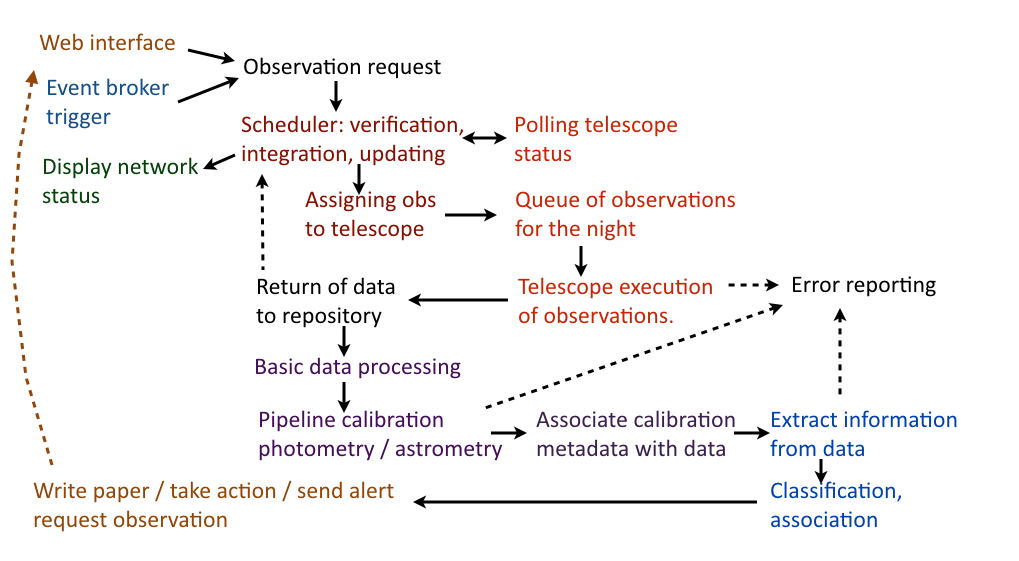 Web interface
Observation request
Event broker
trigger
Scheduler: verification,
integration, updating
Polling telescope
status
Display network
status
Assigning obs
to telescope
Queue of observations
for the night
Return of data
to repository
Telescope execution
of observations.
Error reporting
Basic data processing
Pipeline calibration
photometry / astrometry
Associate calibration
metadata with data
Extract information
from data
Write paper / take action / send alert
request observation
Classification,
association